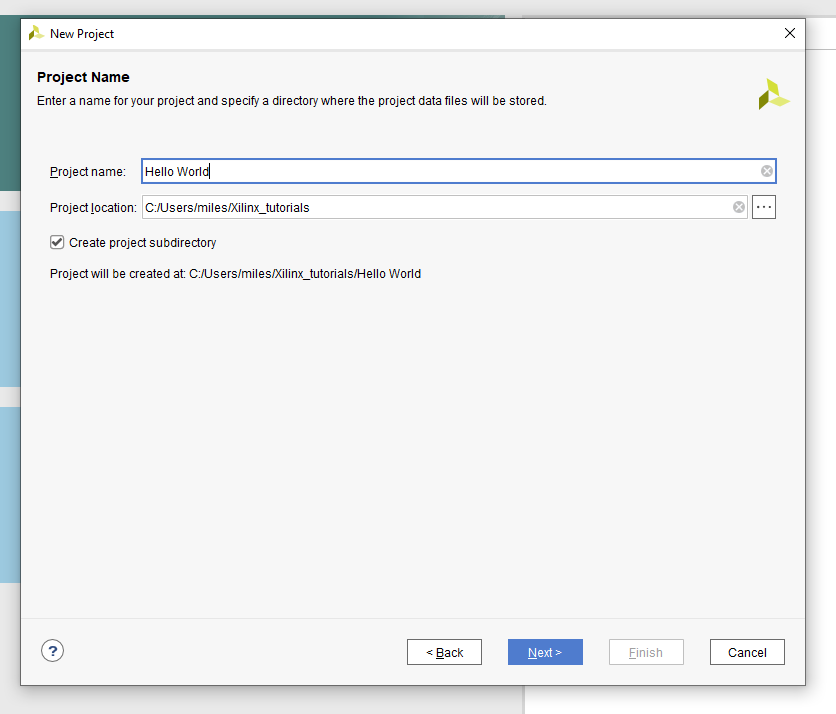 New Project
Project Name
Enter a name for your project and specify a directory where the project data files will be stored.
Project name: Hello World
Project location: C:/Users/miles/Xilinx_tutorials
...
Create project subdirectory
Project will be created at: C:/Users/miles/Xilinx_tutorials/Hello World
? < Back Next > Finish Cancel